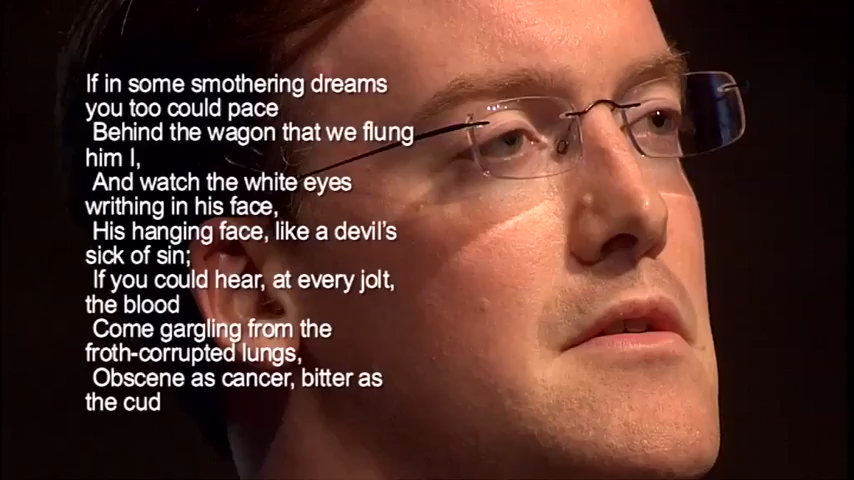 If in some smothering dreams
you too could pace
Behind the wagon that we flung
him I,
And watch the white eyes
writhing in his face,
His hanging face, like a devil's
sick of sin;
If you could hear, at every jolt,
the blood
Come gargling from the
froth-corrupted lungs,
Obscene as cancer, bitter as
the cud